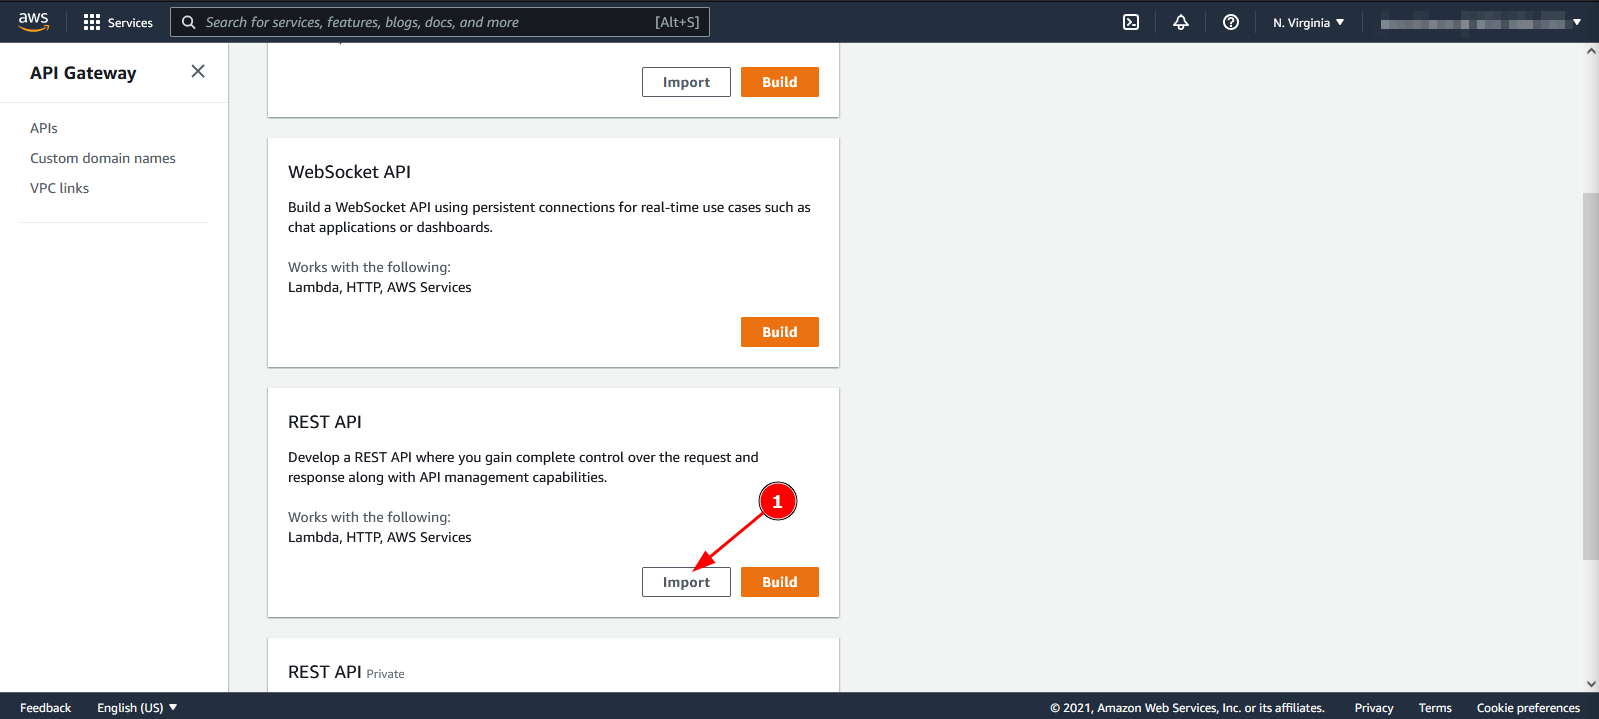 aws
Services
Search for services, features, blogs, docs, and more
[Alt+S]
N. Virginia
API Gateway
APIs
Custom domain names
VPC links
Import
Build
WebSocket API
Build a WebSocket API using persistent connections for real-time use cases such as
chat applications or dashboards.
Works with the following:
Lambda, HTTP, AWS Services
Build
REST API
Develop a REST API where you gain complete control over the request and
response along with API management capabilities.
1
Works with the following:
Lambda, HTTP, AWS Services
Import
Build
REST API Private
Feedback
English (US)
© 2021, Amazon Web Services, Inc. or its affiliates.
Privacy
Terms
Cookie preferences